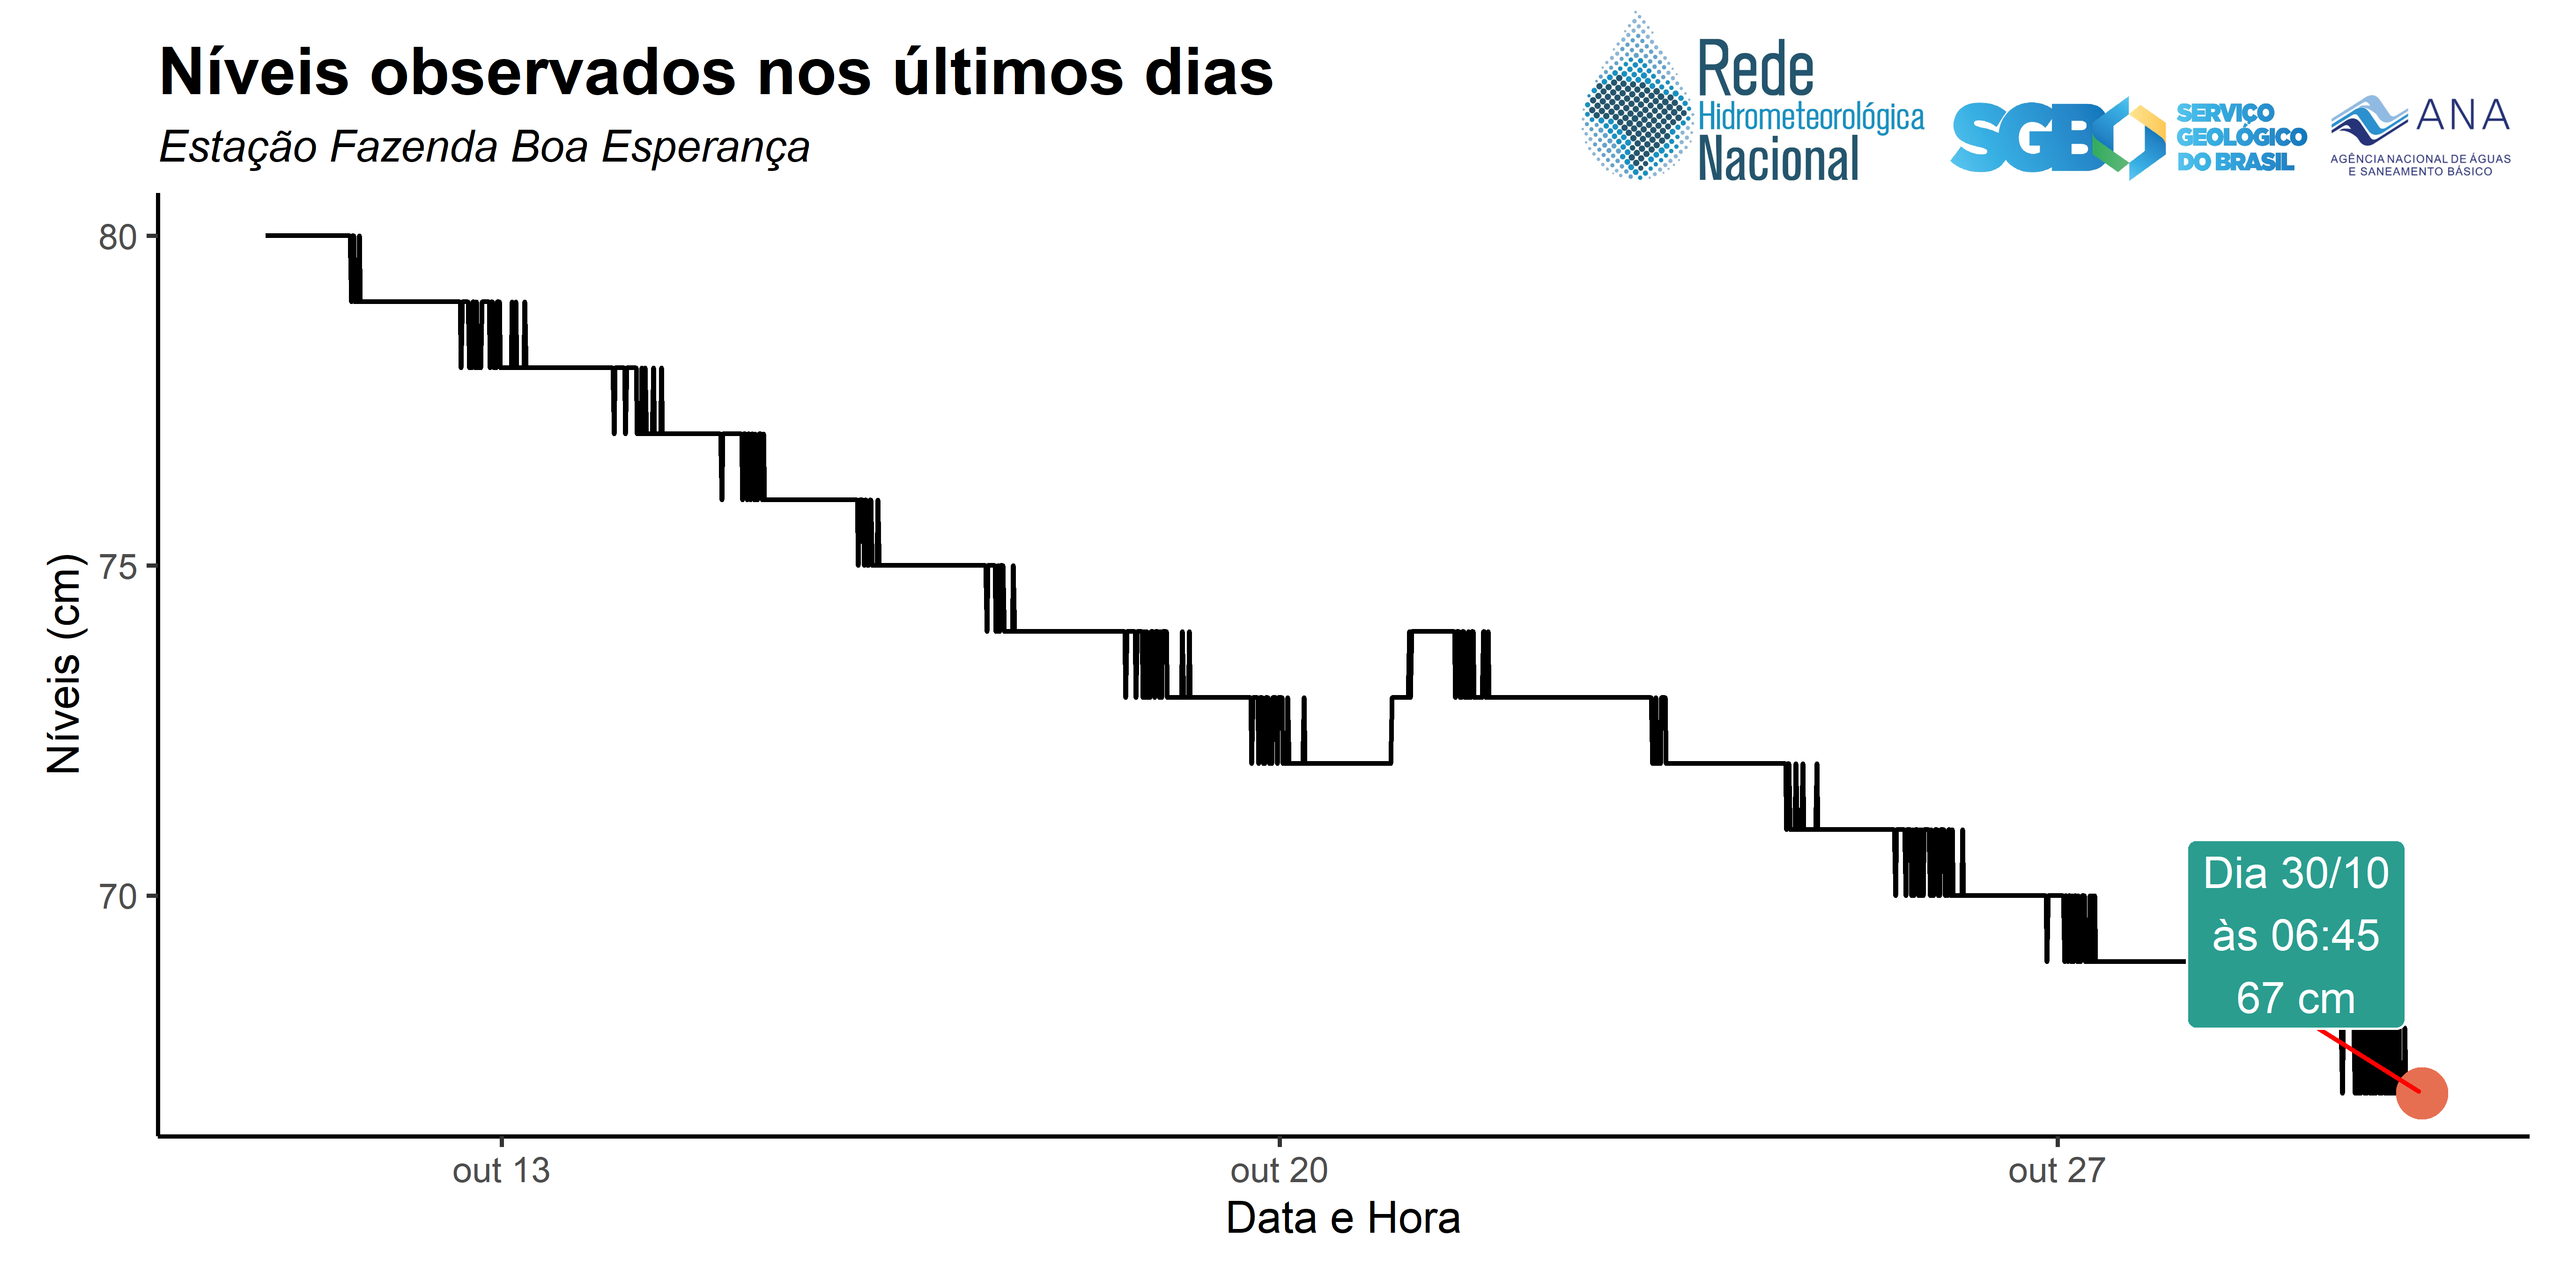 Níveis observados nos últimos dias
Estação Fazenda Boa Esperança
Rede
Hidrometeorológica
Nacional
SGB
SERVIÇO
GEOLÓGICO
DO BRASIL
ANA
AGÊNCIA NACIONAL DE ÁGUAS
E SANEAMENTO BÁSICO
Níveis (cm)
80
75
70
Dia 30/10
às 06:45
67 cm
out 13
out 20
out 27
Data e Hora